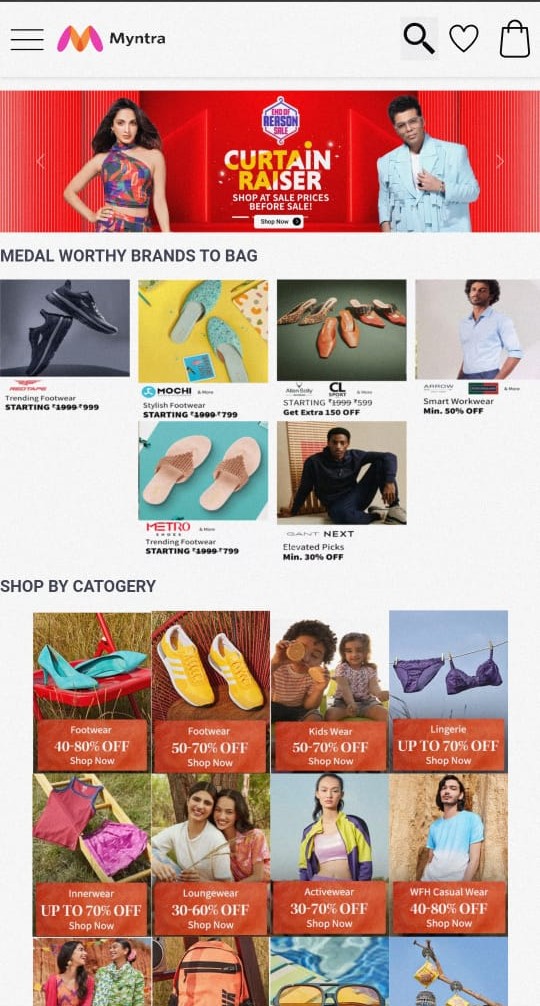 Myntra
END OF
REASON
SALE
CURTAIN
RAISER
SHOP AT SALE PRICES
BEFORE SALE!
Shop Now
MEDAL WORTHY BRANDS TO BAG
REDTAPE
Trending Footwear
STARTING ₹1999 ₹999
MOCHI & More
Stylish Footwear
STARTING ₹1999 ₹799
Allen Solly CL SPORT & More
STARTING ₹1999 ₹599
Get Extra 150 OFF
ARROW & More
Smart Workwear
Min. 50% OFF
METRO SHOES & More
Trending Footwear
STARTING ₹1999 ₹799
GANT NEXT
Elevated Picks
Min. 30% OFF
SHOP BY CATOGERY
Footwear
40-80% OFF
Shop Now
Footwear
50-70% OFF
Shop Now
Kids Wear
50-70% OFF
Shop Now
Lingerie
UP TO 70% OFF
Shop Now
Innerwear
UP TO 70% OFF
Shop Now
Loungewear
30-60% OFF
Shop Now
Activewear
30-70% OFF
Shop Now
WFH Casual Wear
40-80% OFF
Shop Now